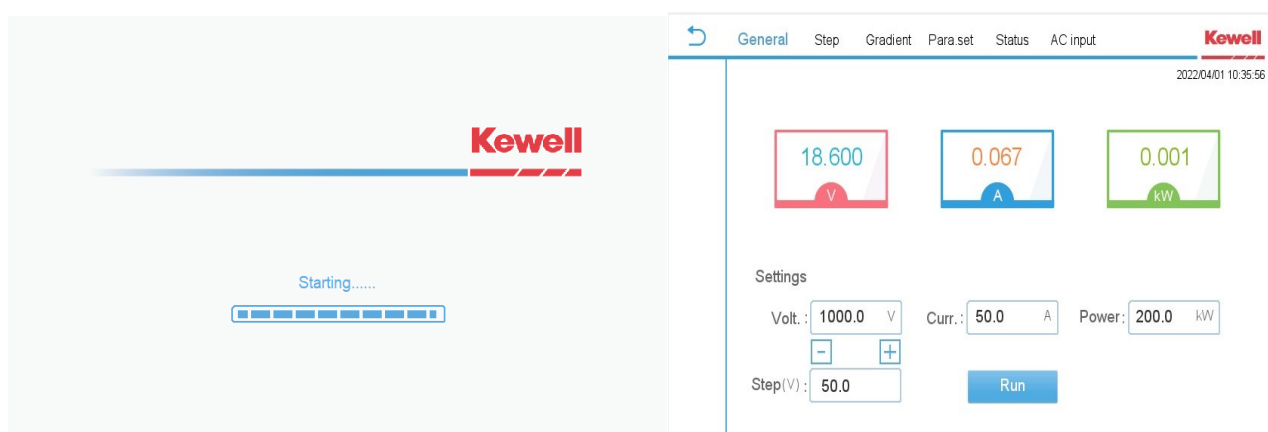 Kewell
Starting......
General Step Gradient Para.set Status AC input Kewell
2022/04/01 10:35:56
18.600 0.067 0.001
V A kW
Settings
Volt. : 1000.0 V Curr. : 50.0 A Power: 200.0 kW
- +
Step(V) : 50.0 Run